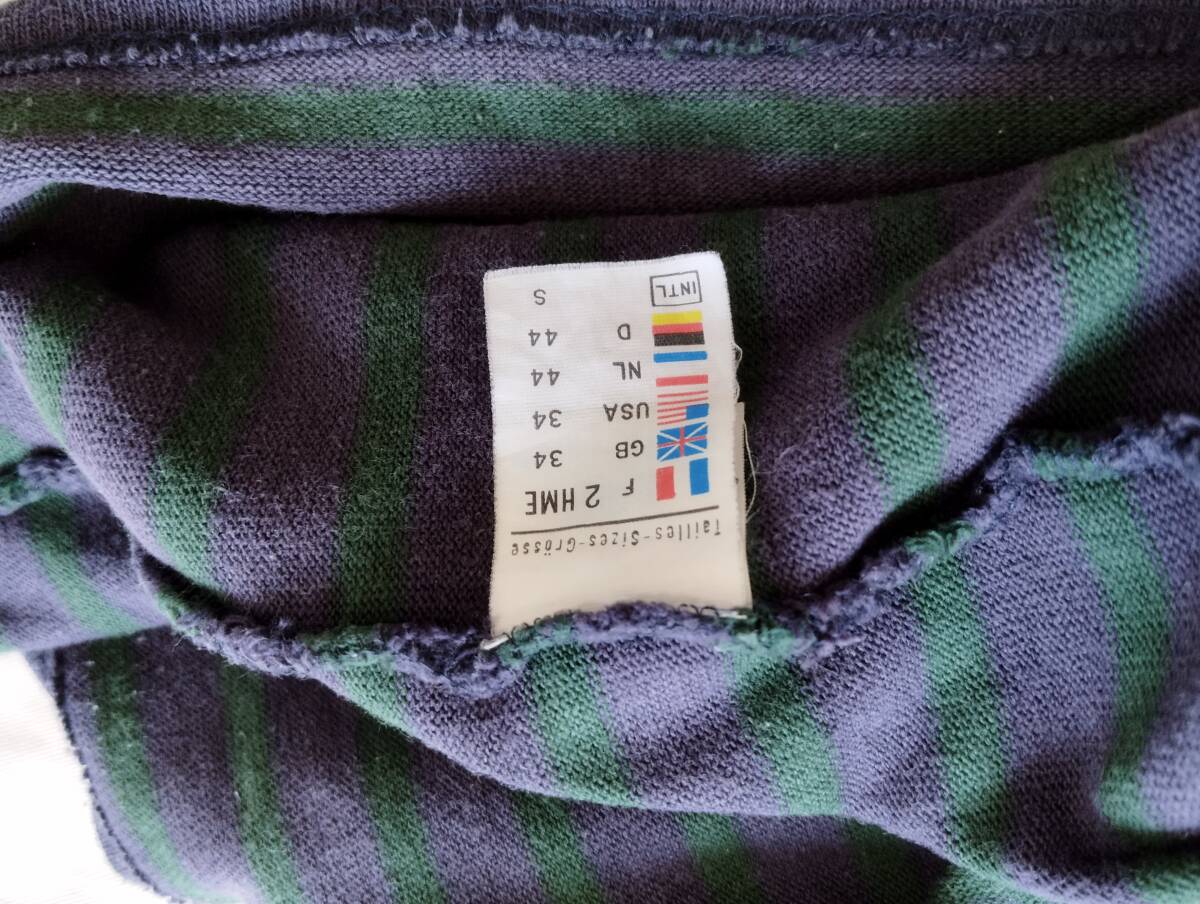 Tailles-Sizes-Grösse
F 2 HME
GB 34
USA 34
NL 44
D 44
INTL S